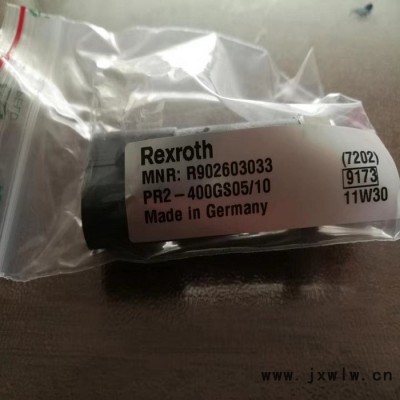 Rexroth
MNR: R902603033
PR2-400GS05/10
Made in Germany
(7202)
9173
11W30
www.jxwlw.cn